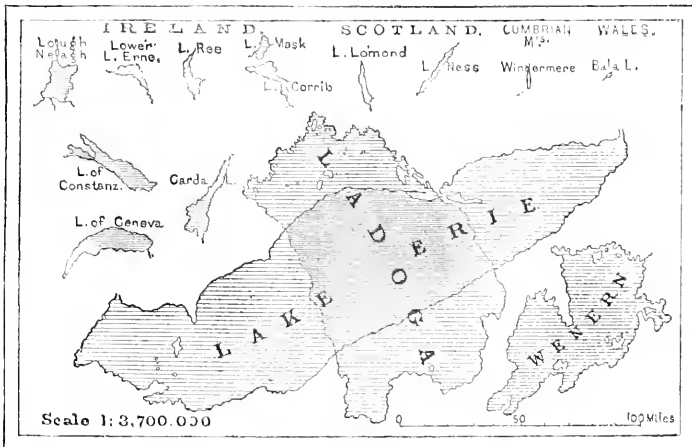 IRELAND.
SCOTLAND.
CUMBRIAN
Mts.
WALES.
Lough
Neagh
Lower
L. Erne.
L. Ree
L. Mask
L. Corrib
L. Lomond
L. Ness
Windermere
Bala L.
L. of
Constanz.
Garda L.
L. of Geneva
LADOGA
LAKE ERIE
WENERN
Scale 1:3,700.000
0 50 100 Miles